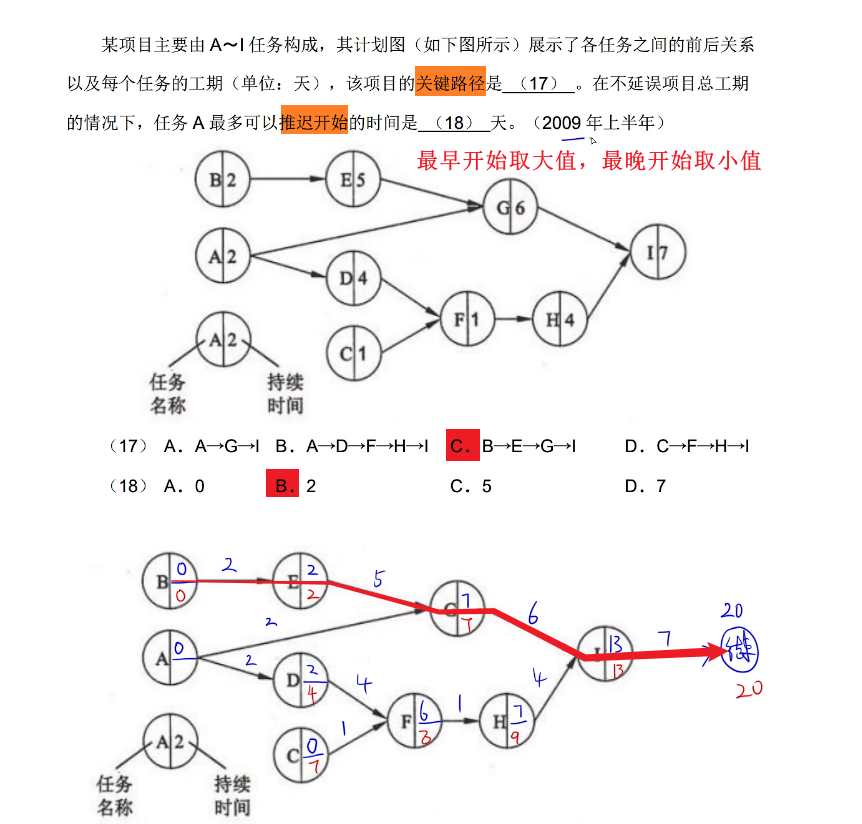 某项目主要由 A～I 任务构成，其计划图（如下图所示）展示了各任务之间的前后关系
以及每个任务的工期（单位：天），该项目的关键路径是 （17） 。在不延误项目总工期
的情况下，任务 A 最多可以推迟开始的时间是 （18） 天。（2009 年上半年）
最早开始取大值，最晚开始取小值
B 2
E 5
G 6
A 2
I 7
D 4
F 1
H 4
A 2
C 1
任务
名称
持续
时间
（17） A．A→G→I B．A→D→F→H→I C．B→E→G→I D．C→F→H→I
（18） A．0 B．2 C．5 D．7
B 0 0
2
E 2 2
5
20
2
G 7 7
6
A 0
2
I 13 13
7
终
20
D 2 4
4
4
F 6 8
1
H 7 9
1
C 0 7
A 2
任务
名称
持续
时间